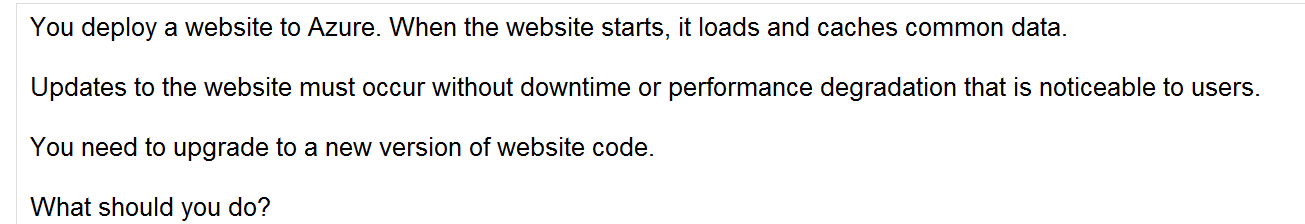 You deploy a website to Azure. When the website starts, it loads and caches common data.
Updates to the website must occur without downtime or performance degradation that is noticeable to users.
You need to upgrade to a new version of website code.
What should you do?